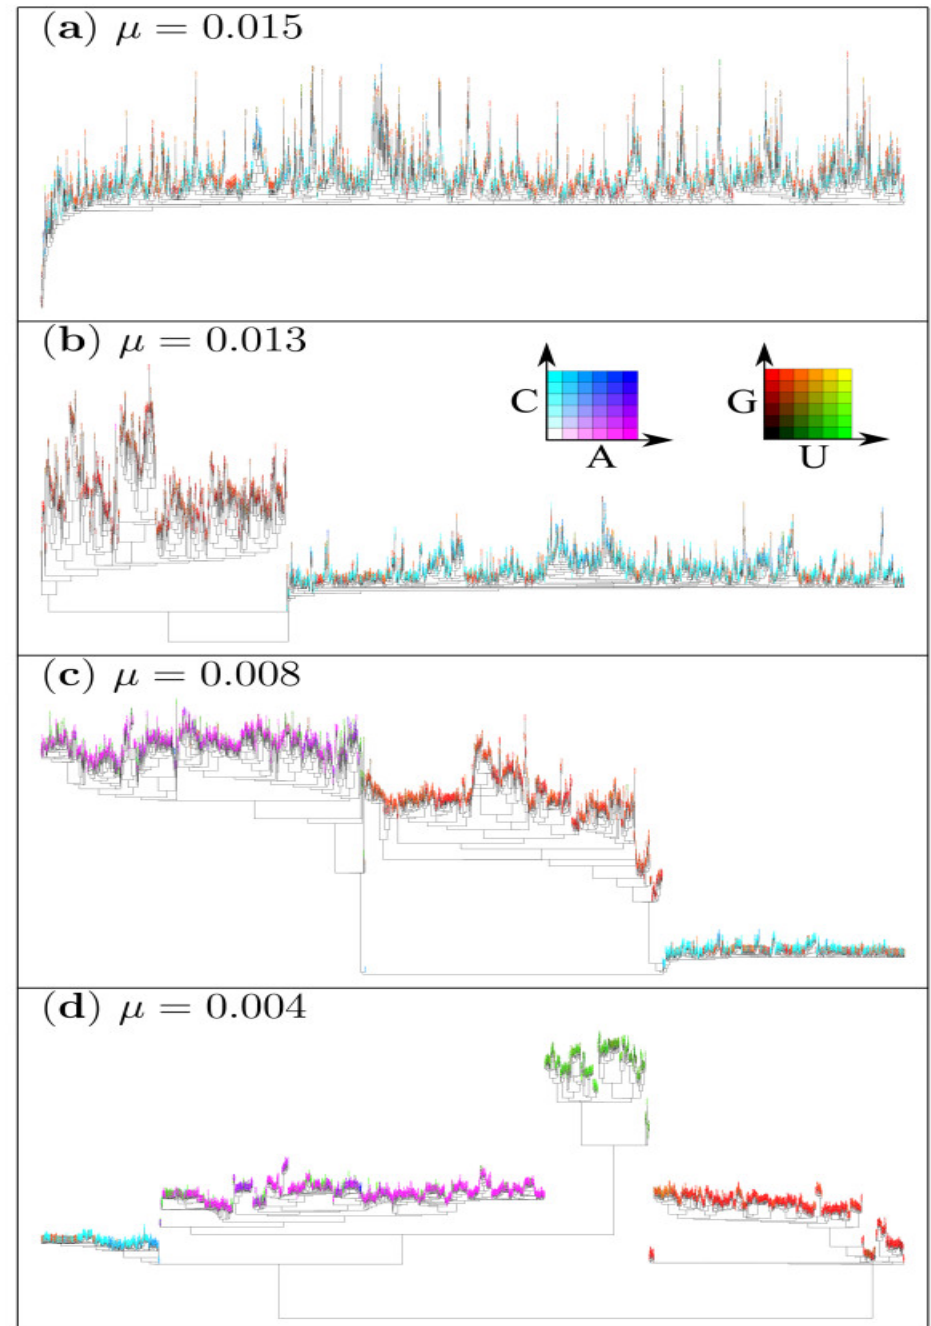 (a) μ = 0.015
(b) μ = 0.013
C
A
G
U
(c) μ = 0.008
(d) μ = 0.004